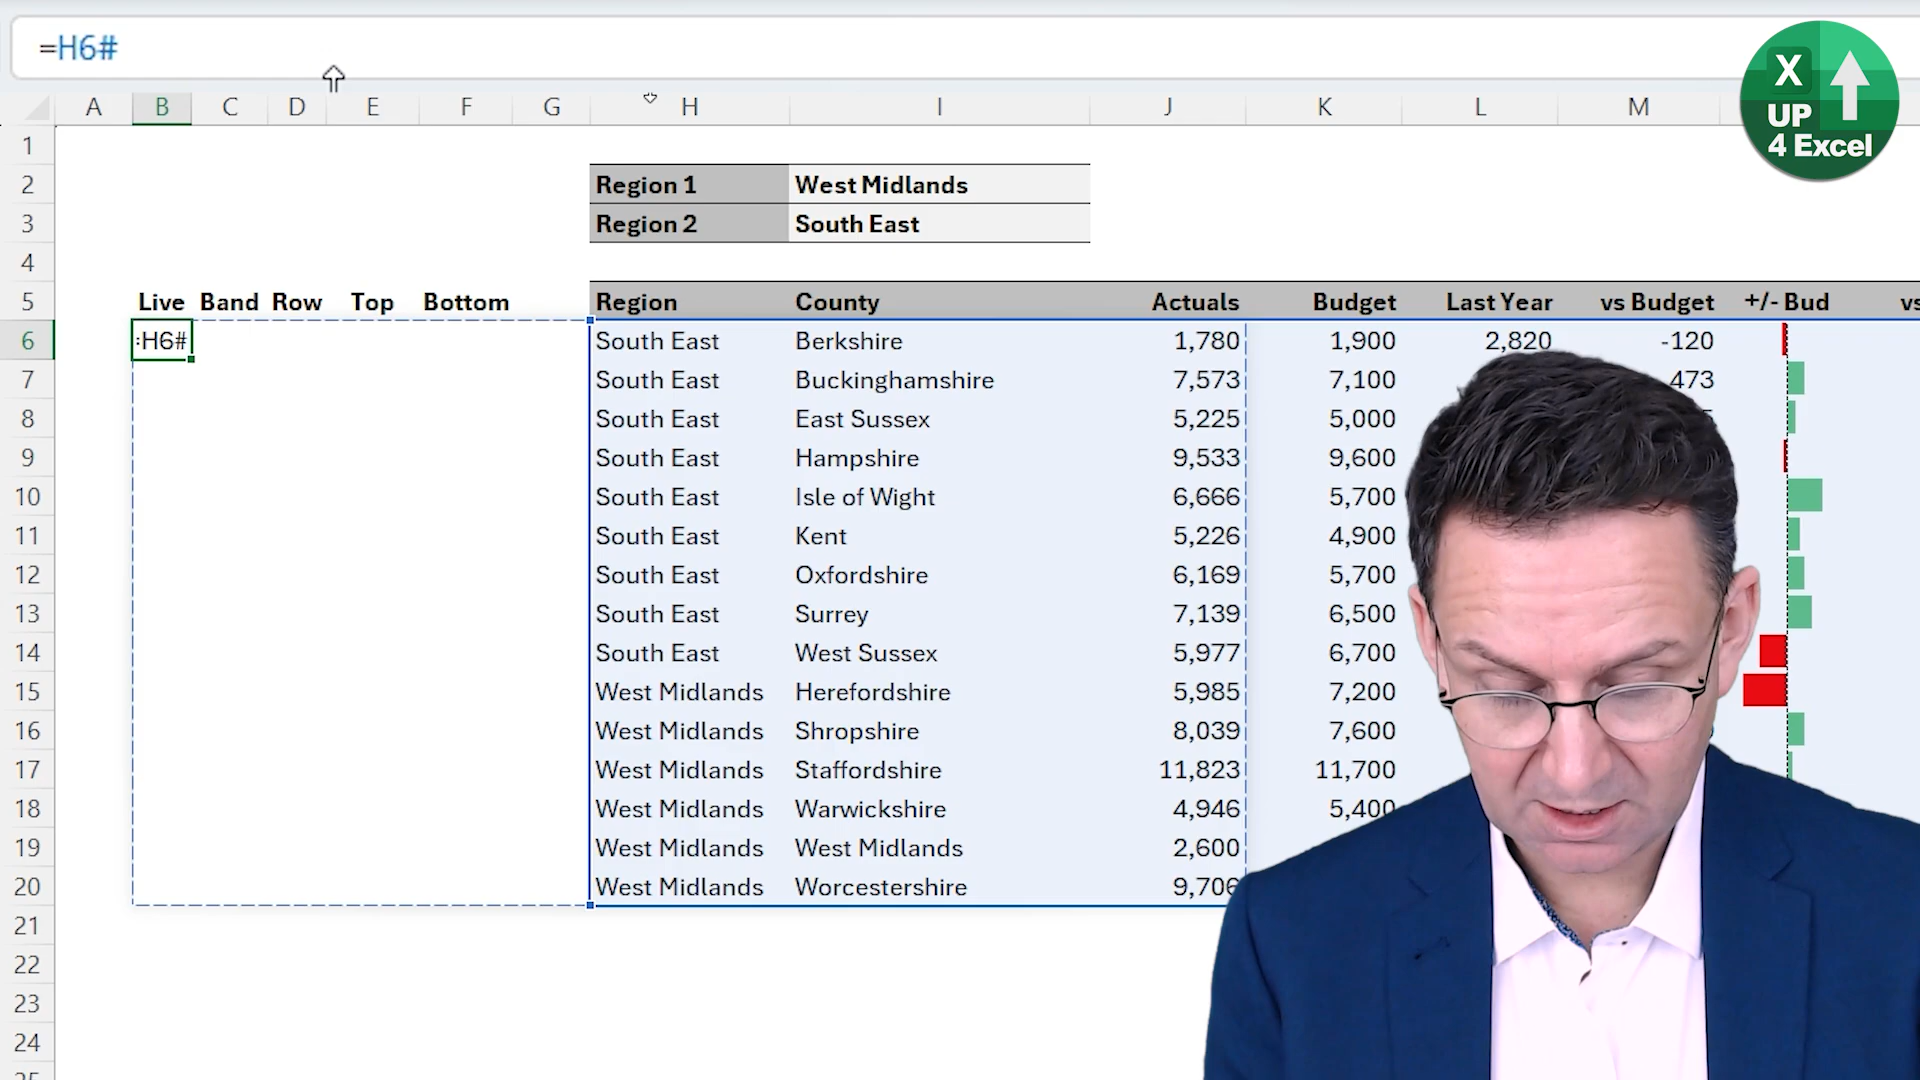 =H6#
X
UP
4 Excel
A B C D E F G H I J K L M
1
2 Region 1 West Midlands
3 Region 2 South East
4
5 Live Band Row Top Bottom Region County Actuals Budget Last Year vs Budget +/- Bud vs
6 :H6# South East Berkshire 1,780 1,900 2,820 -120
7 South East Buckinghamshire 7,573 7,100 473
8 South East East Sussex 5,225 5,000
9 South East Hampshire 9,533 9,600
10 South East Isle of Wight 6,666 5,700
11 South East Kent 5,226 4,900
12 South East Oxfordshire 6,169 5,700
13 South East Surrey 7,139 6,500
14 South East West Sussex 5,977 6,700
15 West Midlands Herefordshire 5,985 7,200
16 West Midlands Shropshire 8,039 7,600
17 West Midlands Staffordshire 11,823 11,700
18 West Midlands Warwickshire 4,946 5,400
19 West Midlands West Midlands 2,600
20 West Midlands Worcestershire 9,706
21
22
23
24